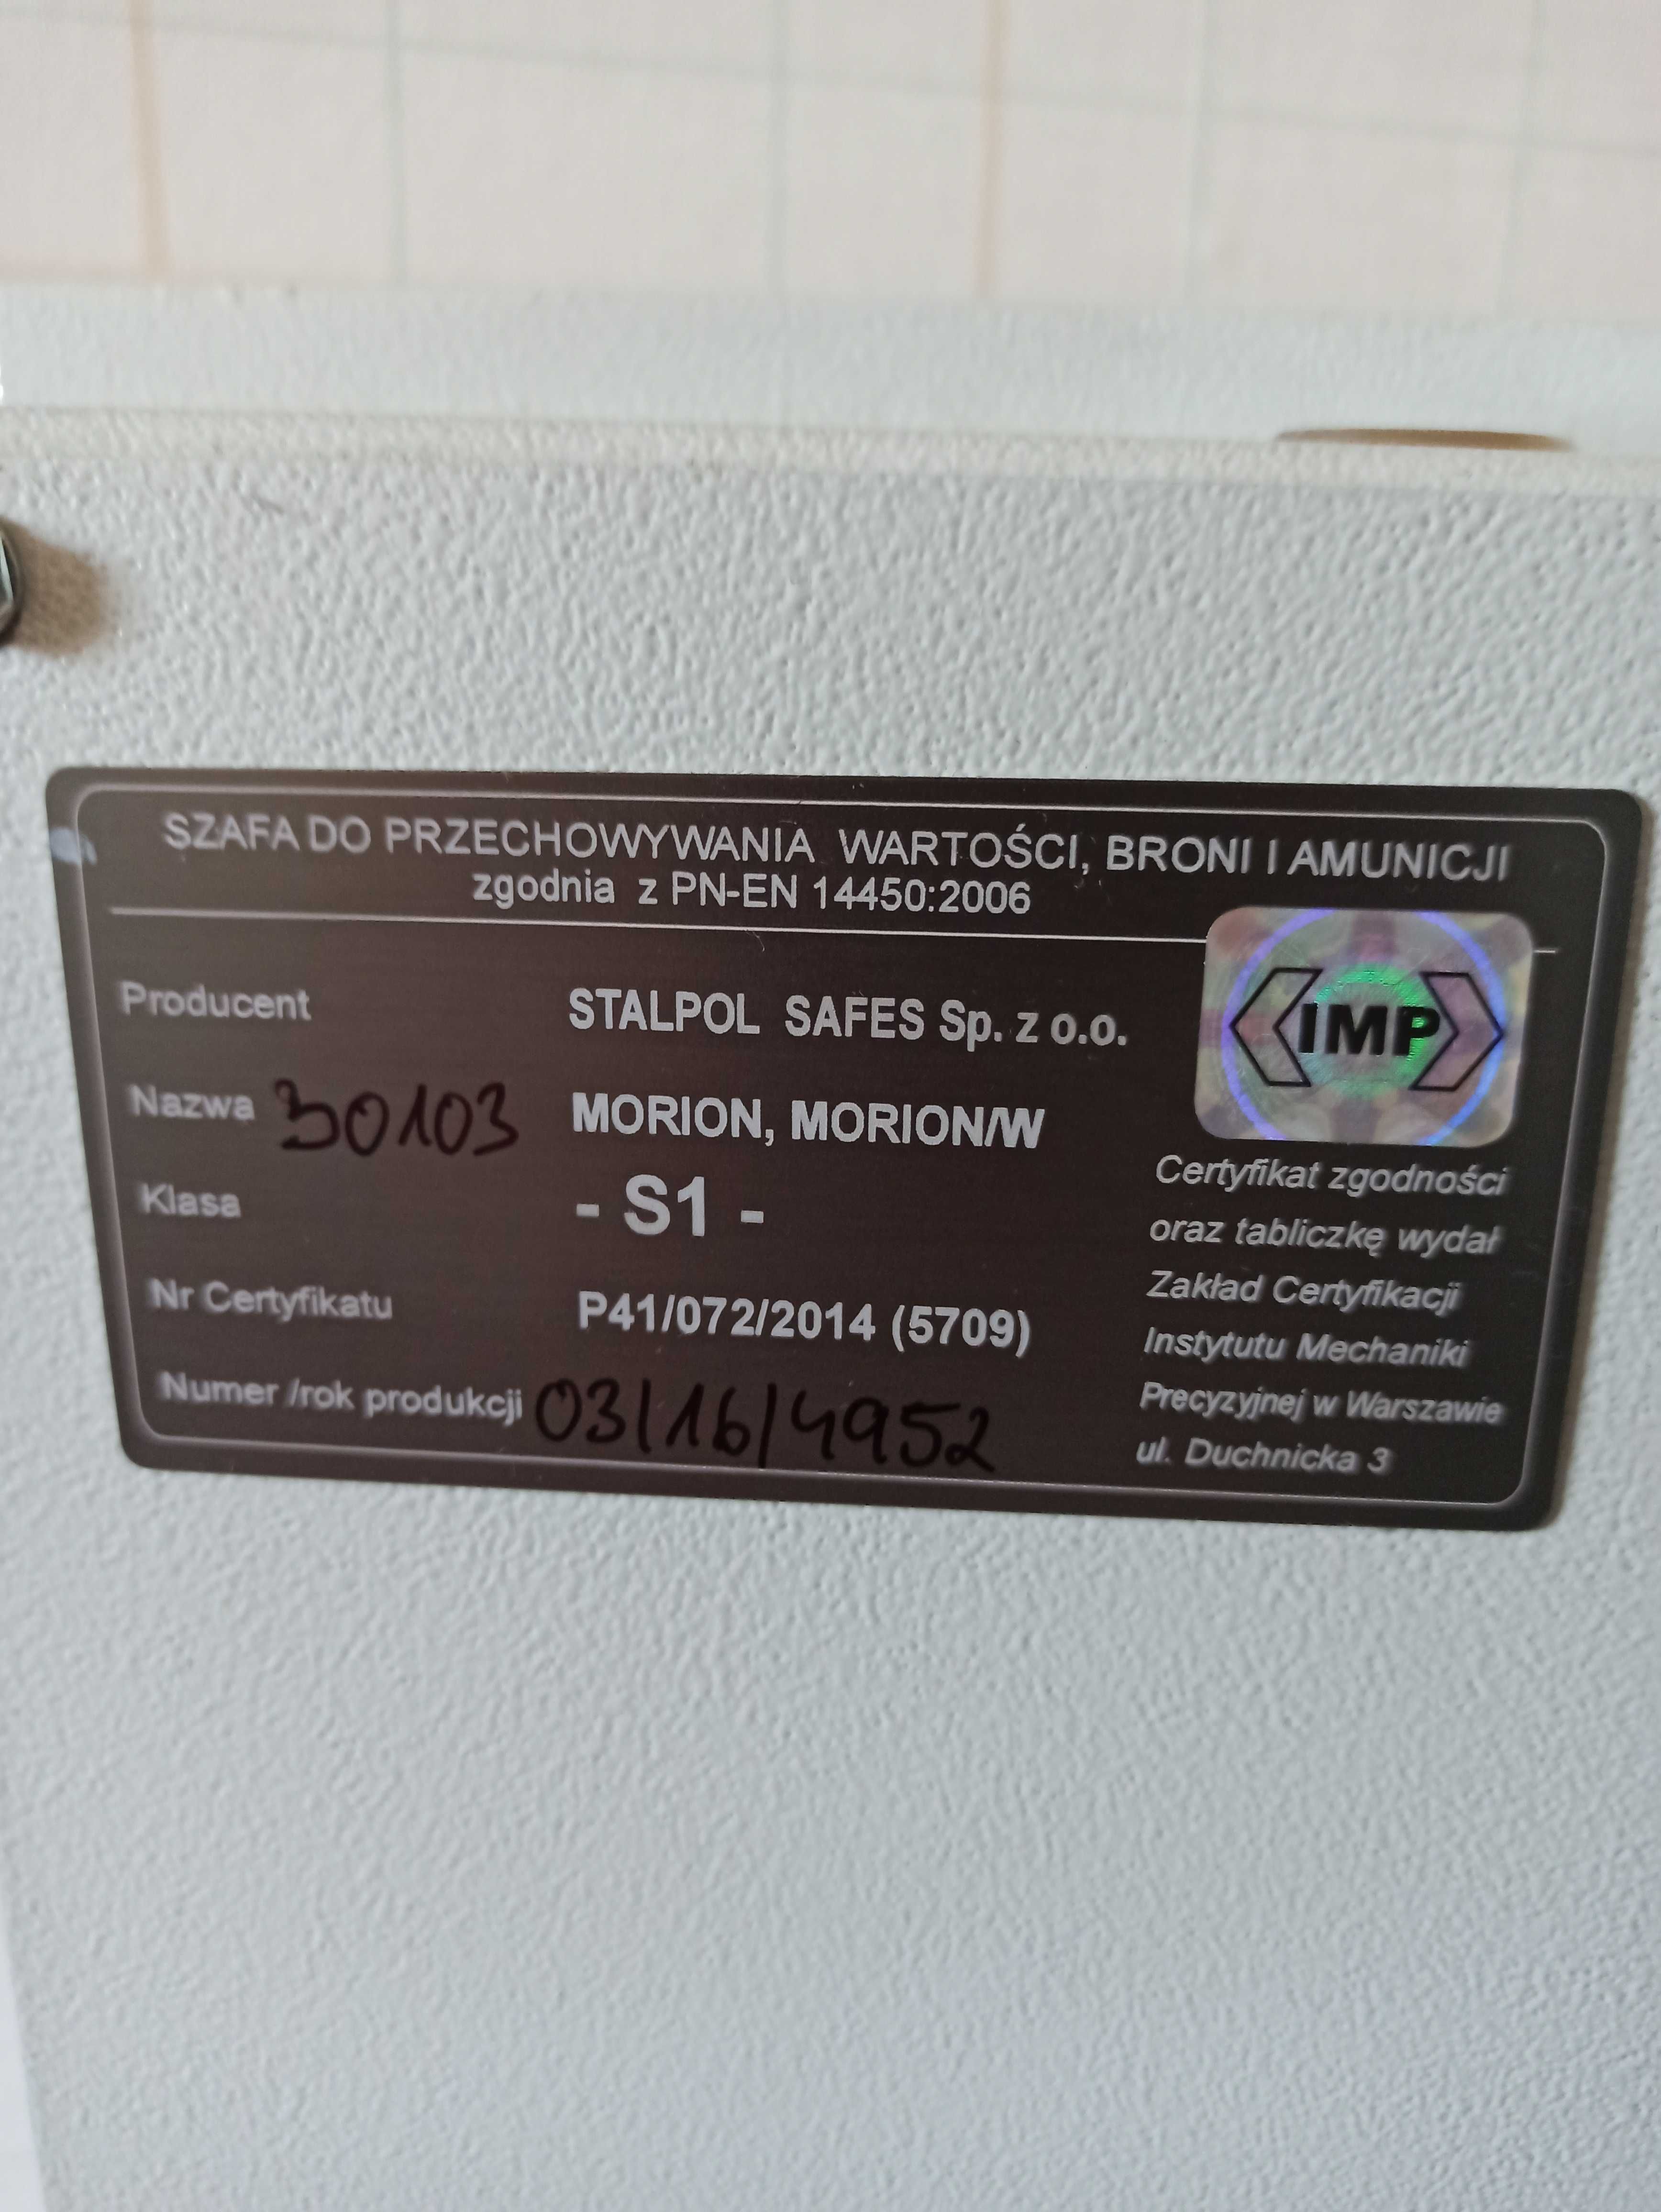 SZAFA DO PRZECHOWYWANIA WARTOŚCI, BRONI I AMUNICJI
zgodnia z PN-EN 14450:2006
Producent STALPOL SAFES Sp. z o.o.
IMP
Nazwa 30103 MORION, MORION/W
Klasa - S1 -
Nr Certyfikatu P41/072/2014 (5709)
Numer /rok produkcji 03/16/4952
Certyfikat zgodności
oraz tabliczkę wydał
Zakład Certyfikacji
Instytutu Mechaniki
Precyzyjnej w Warszawie
ul. Duchnicka 3